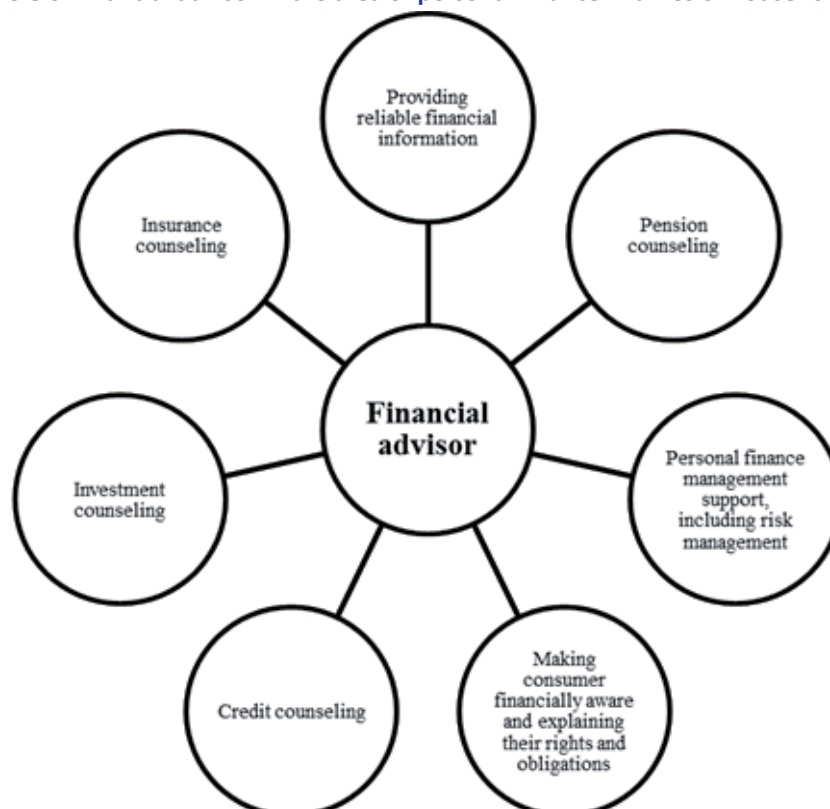 Providing
reliable financial
information
Insurance
counseling
Pension
counseling
Financial
advisor
Investment
counseling
Personal finance
management
support,
including risk
management
Credit counseling
Making
consumer
financially aware
and explaining
their rights and
obligations